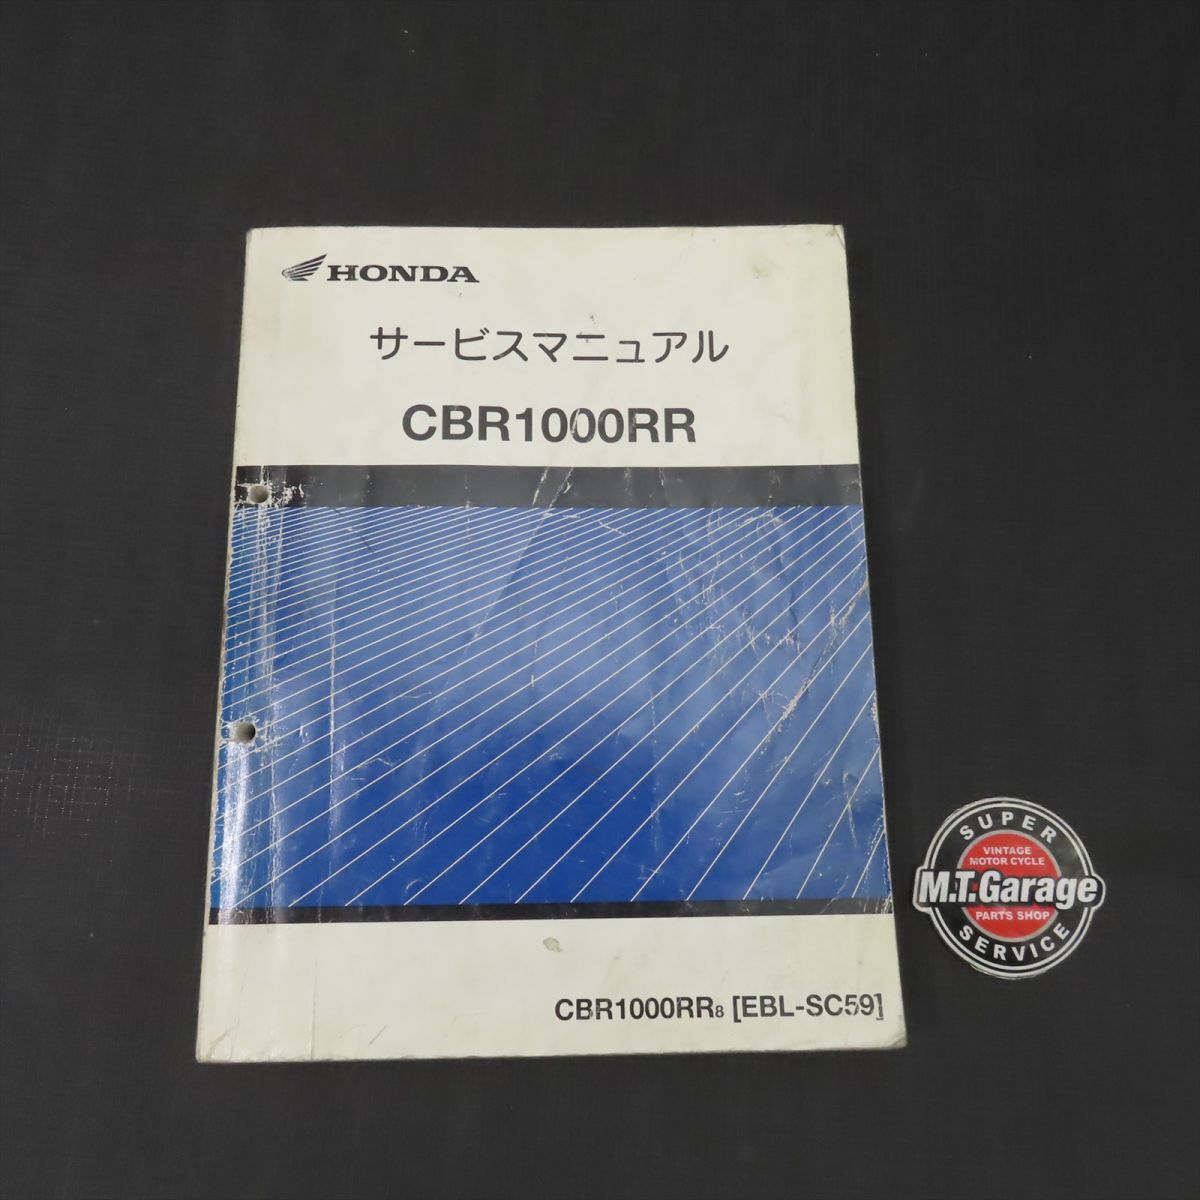 HONDA
サービスマニュアル
CBR1000RR
CBR1000RR8 [EBL-SC59]
SUPER
VINTAGE
MOTOR CYCLE
M.T.Garage
PARTS SHOP
SERVICE